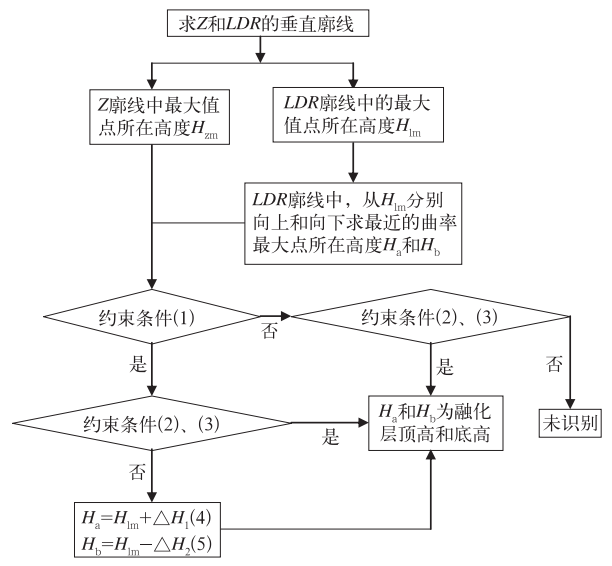 求Z和LDR的垂直廓线
Z廓线中最大值
点所在高度Hzm
LDR廓线中的最大
值点所在高度Hlm
LDR廓线中，从Hlm分别
向上和向下求最近的曲率
最大点所在高度Ha和Hb
约束条件(1)
否
约束条件(2)、(3)
是
是
否
约束条件(2)、(3)
是
Ha和Hb为融化
层顶高和底高
未识别
否
Ha=Hlm+△H1(4)
Hb=Hlm−△H2(5)